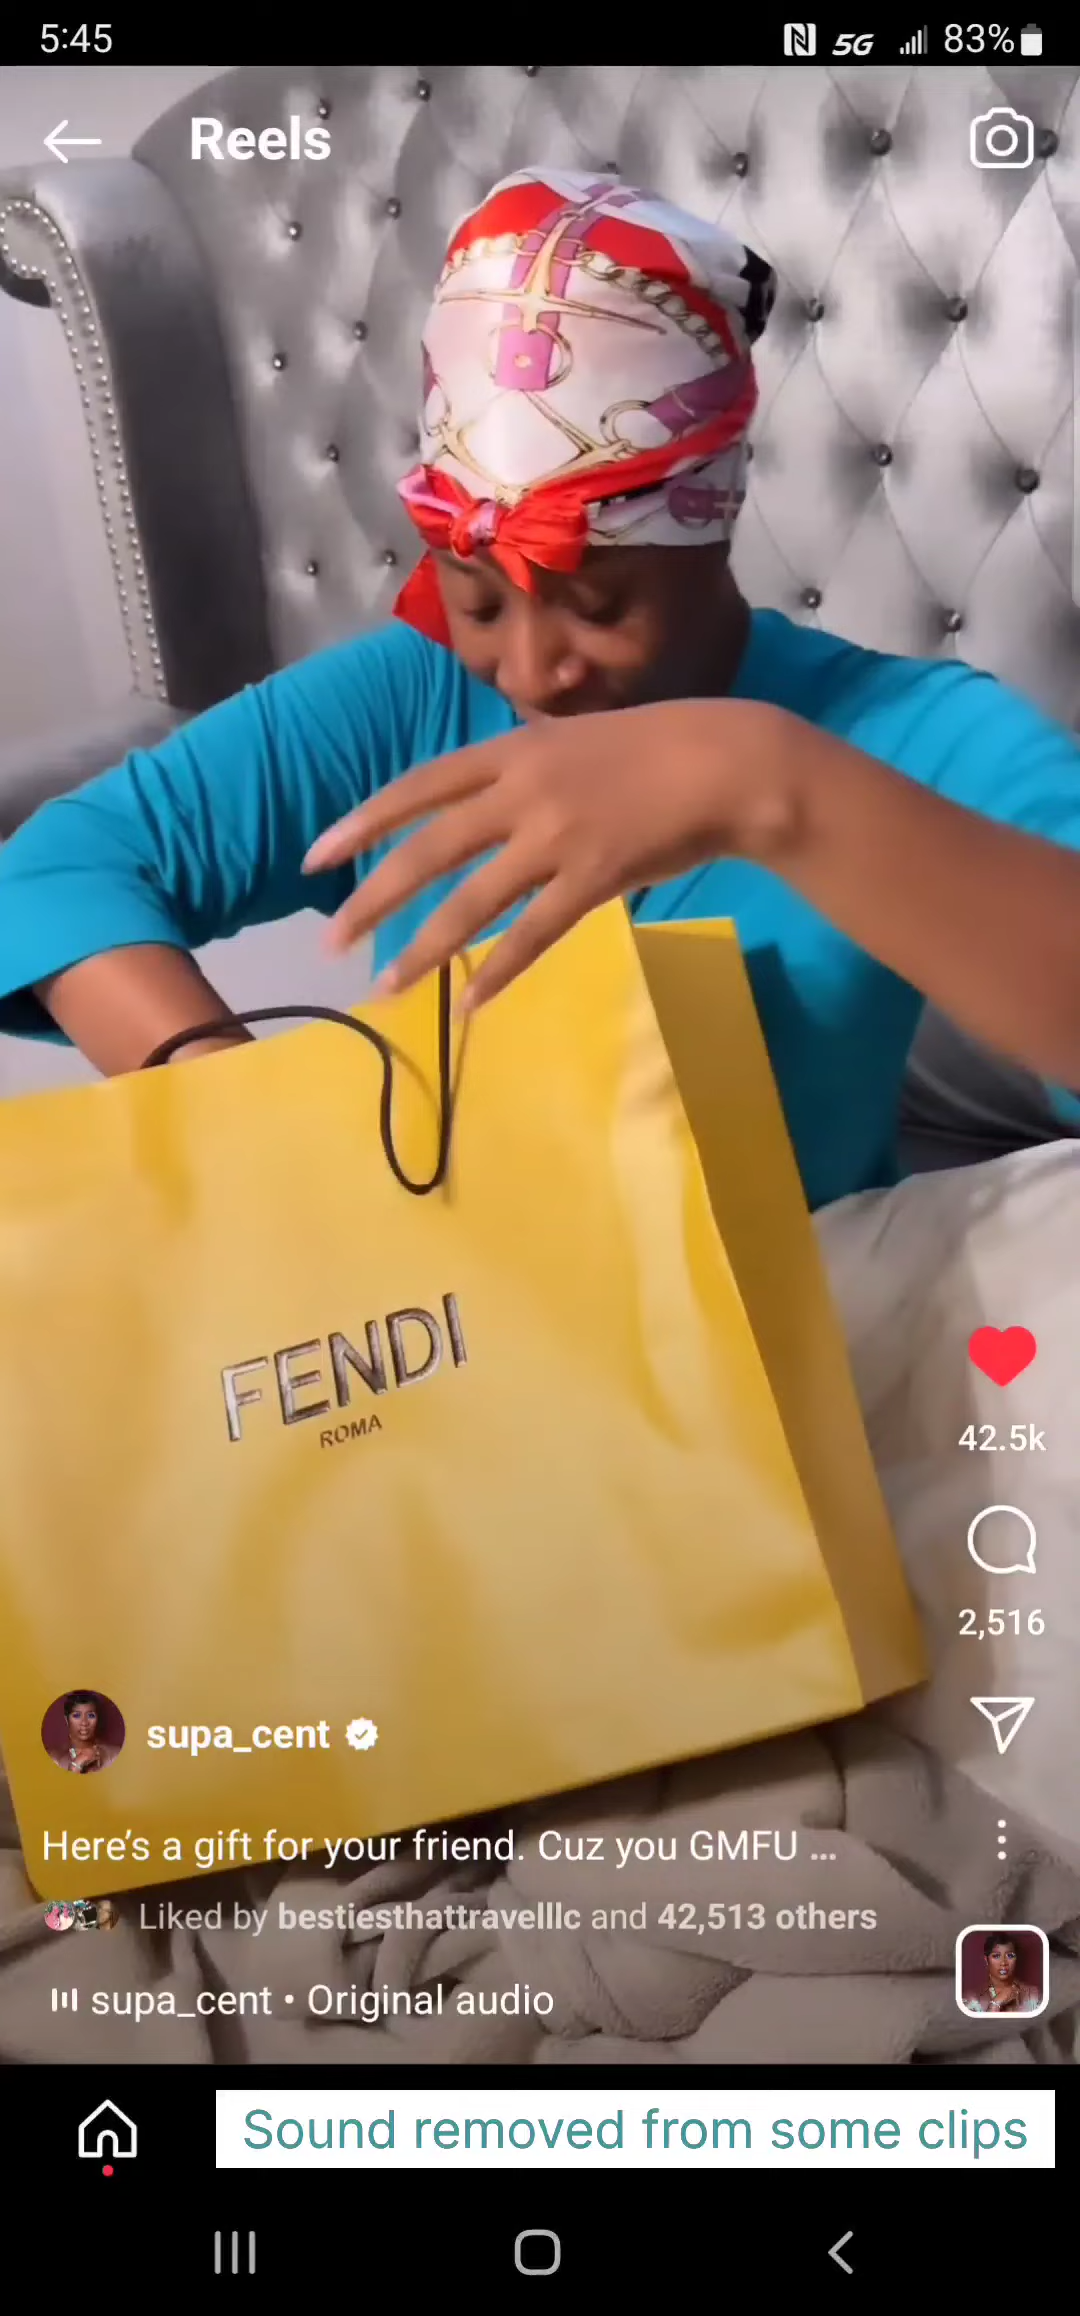 5:45
5G
83%
Reels
FENDI
ROMA
42.5k
2,516
supa_cent
Here's a gift for your friend. Cuz you GMFU ...
Liked by bestiesthattravelllc and 42,513 others
supa_cent • Original audio
Sound removed from some clips